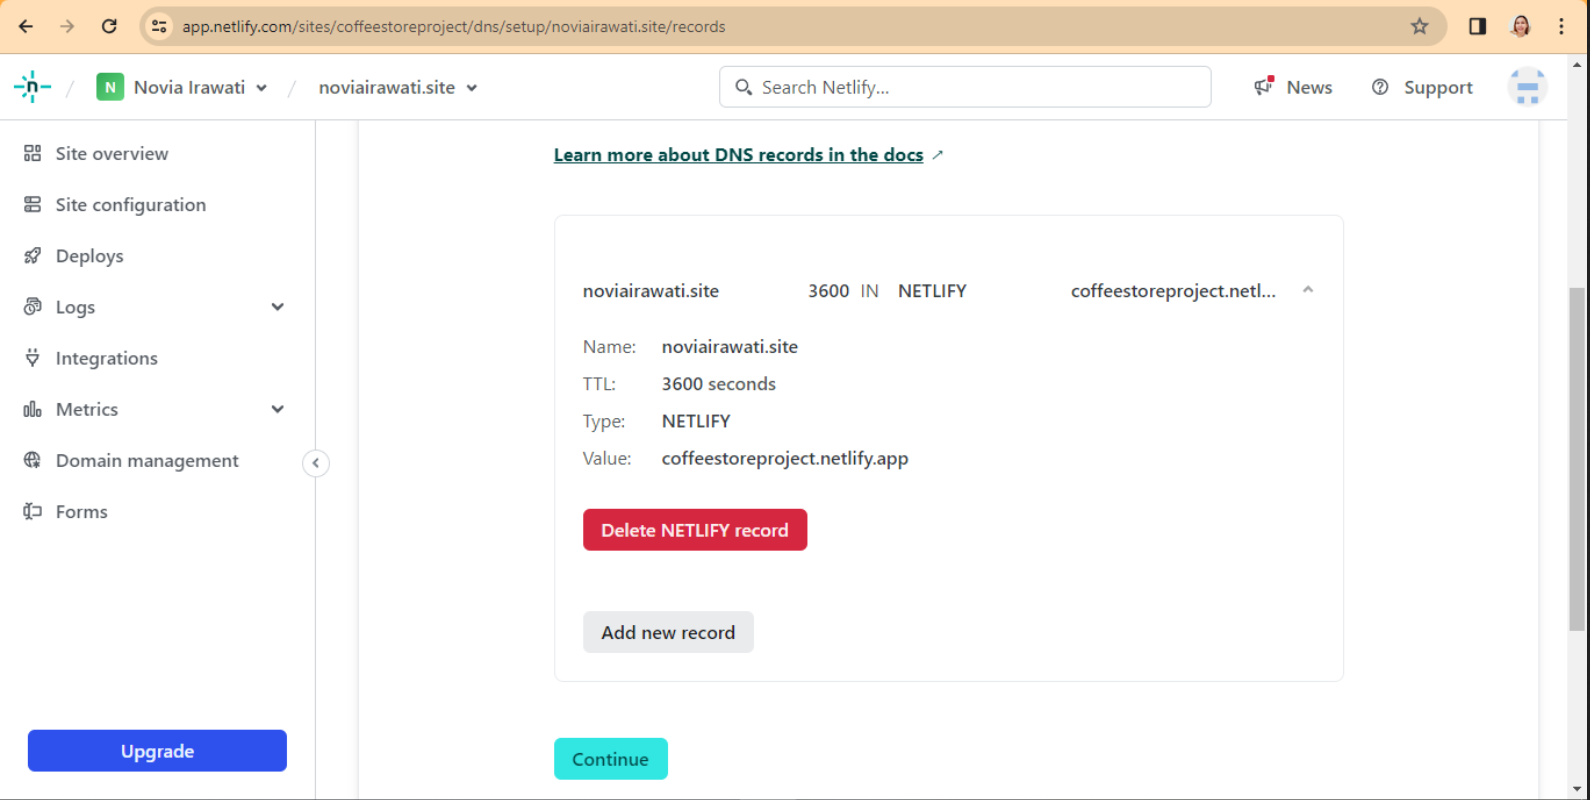 app.netlify.com/sites/coffeestoreproject/dns/setup/noviairawati.site/records
n / N Novia Irawati / noviairawati.site Search Netlify... News Support
Site overview
Site configuration
Deploys
Logs
Integrations
Metrics
Domain management
Forms
Upgrade
Learn more about DNS records in the docs ↗
noviairawati.site 3600 IN NETLIFY coffeestoreproject.netl...
Name: noviairawati.site
TTL: 3600 seconds
Type: NETLIFY
Value: coffeestoreproject.netlify.app
Delete NETLIFY record
Add new record
Continue